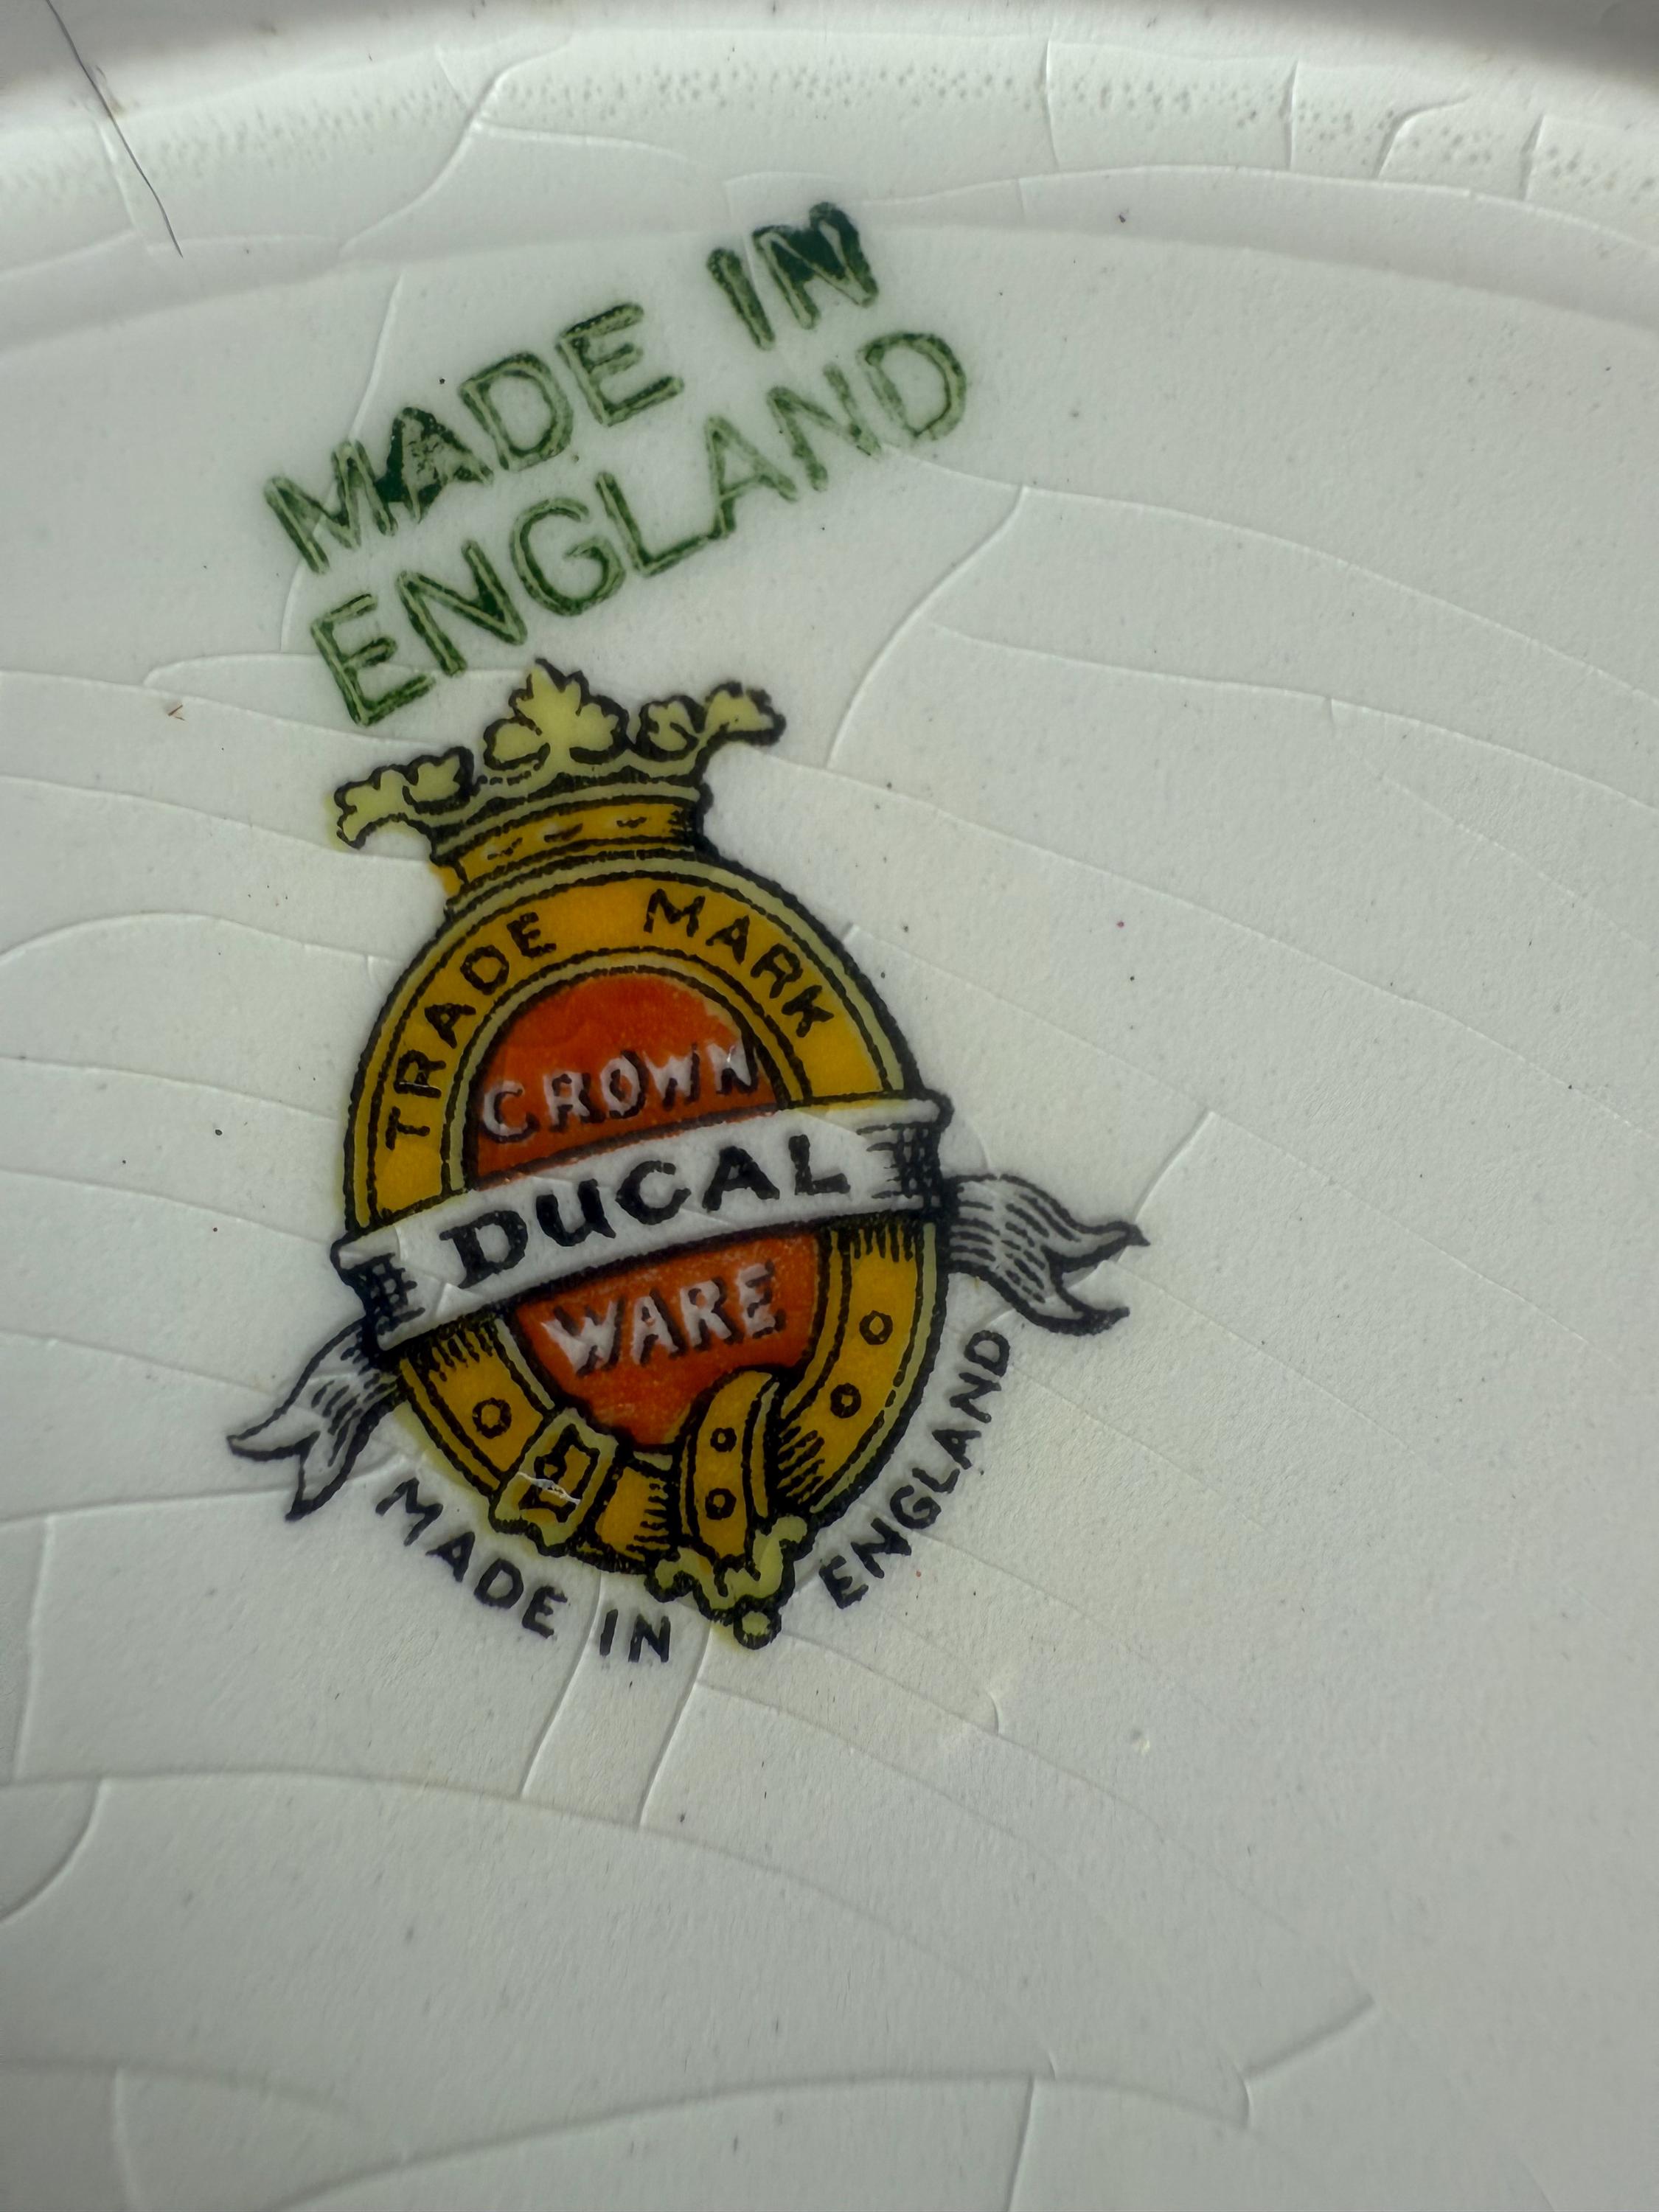 MADE IN
ENGLAND
TRADE MARK
CROWN
DUCAL
WARE
MADE IN ENGLAND